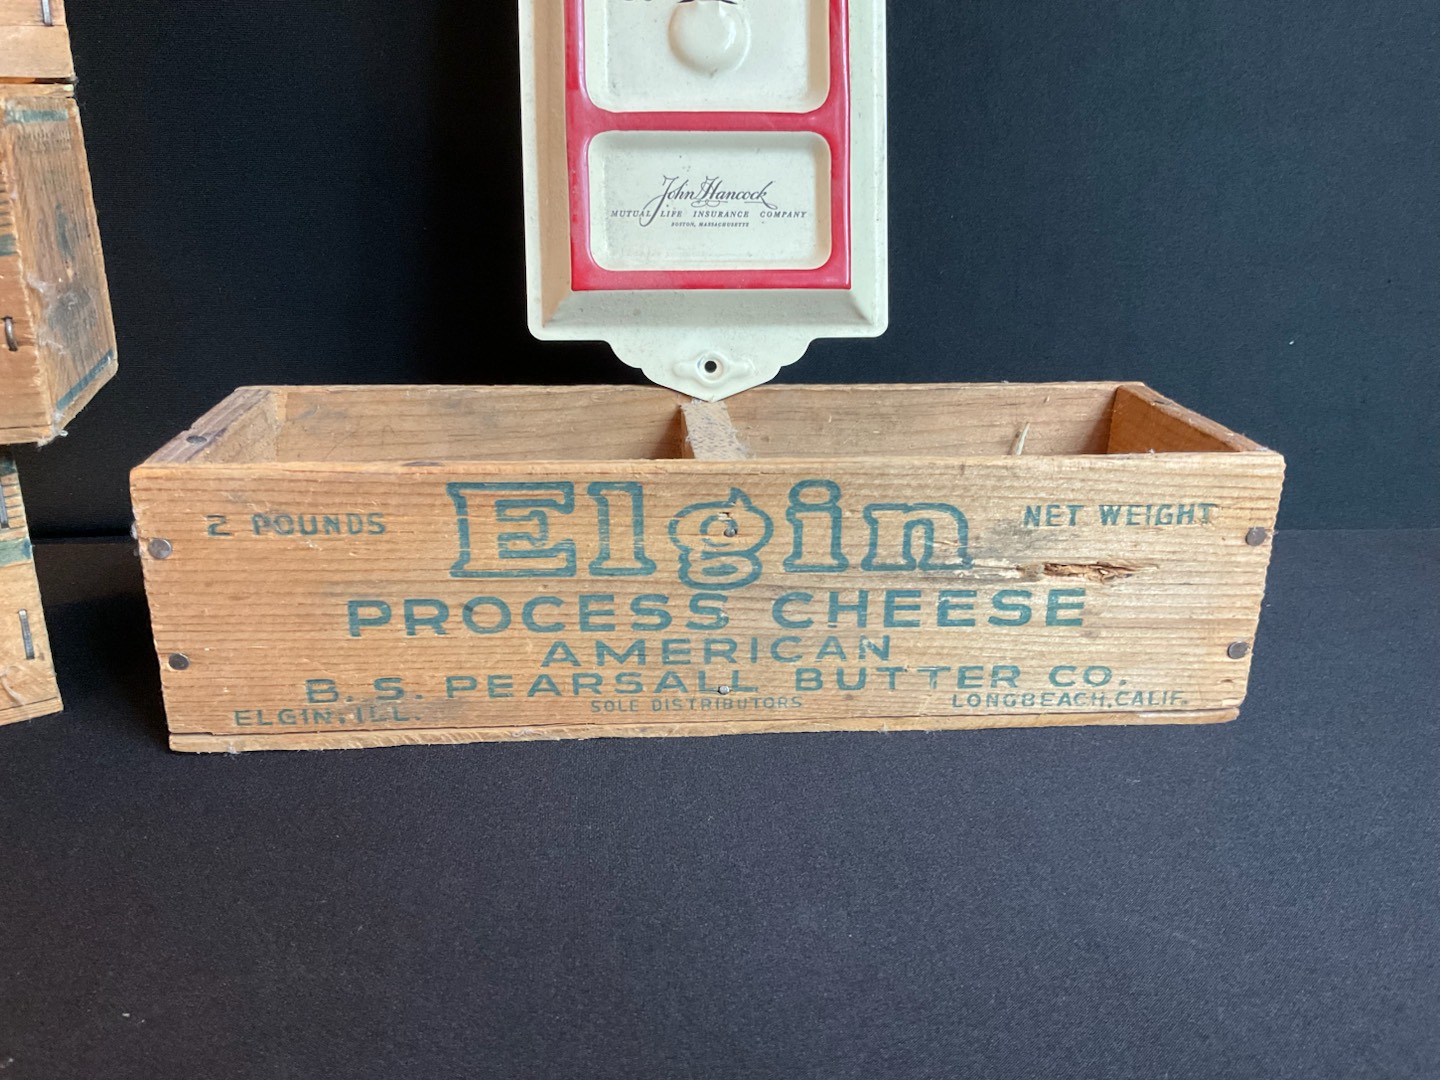 John Hancock
MUTUAL LIFE INSURANCE COMPANY
BOSTON, MASSACHUSETTS
2 POUNDS Elgin NET WEIGHT
PROCESS CHEESE
AMERICAN
B. S. PEARSALL BUTTER CO.
ELGIN, ILL. SOLE DISTRIBUTORS LONGBEACH, CALIF.